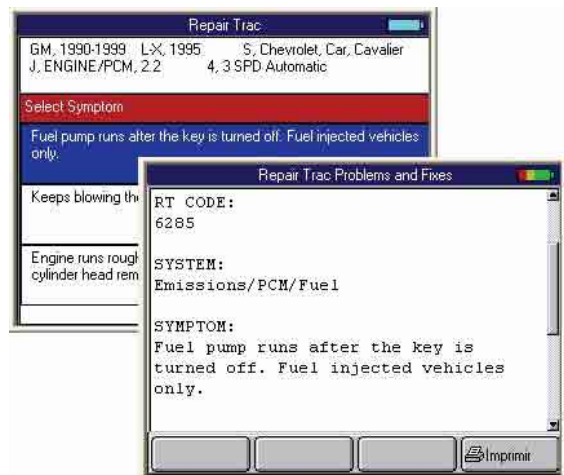 Repair Trac
GM, 1990-1999 L-X, 1995 S, Chevrolet, Car, Cavalier
J, ENGINE/PCM, 2.2 4, 3 SPD Automatic
Select Symptom
Fuel pump runs after the key is turned off. Fuel injected vehicles
only.
Keeps blowing the
Engine runs rough
cylinder head rem
Repair Trac Problems and Fixes
RT CODE:
6285
SYSTEM:
Emissions/PCM/Fuel
SYMPTOM:
Fuel pump runs after the key is
turned off. Fuel injected vehicles
only.
Imprimir